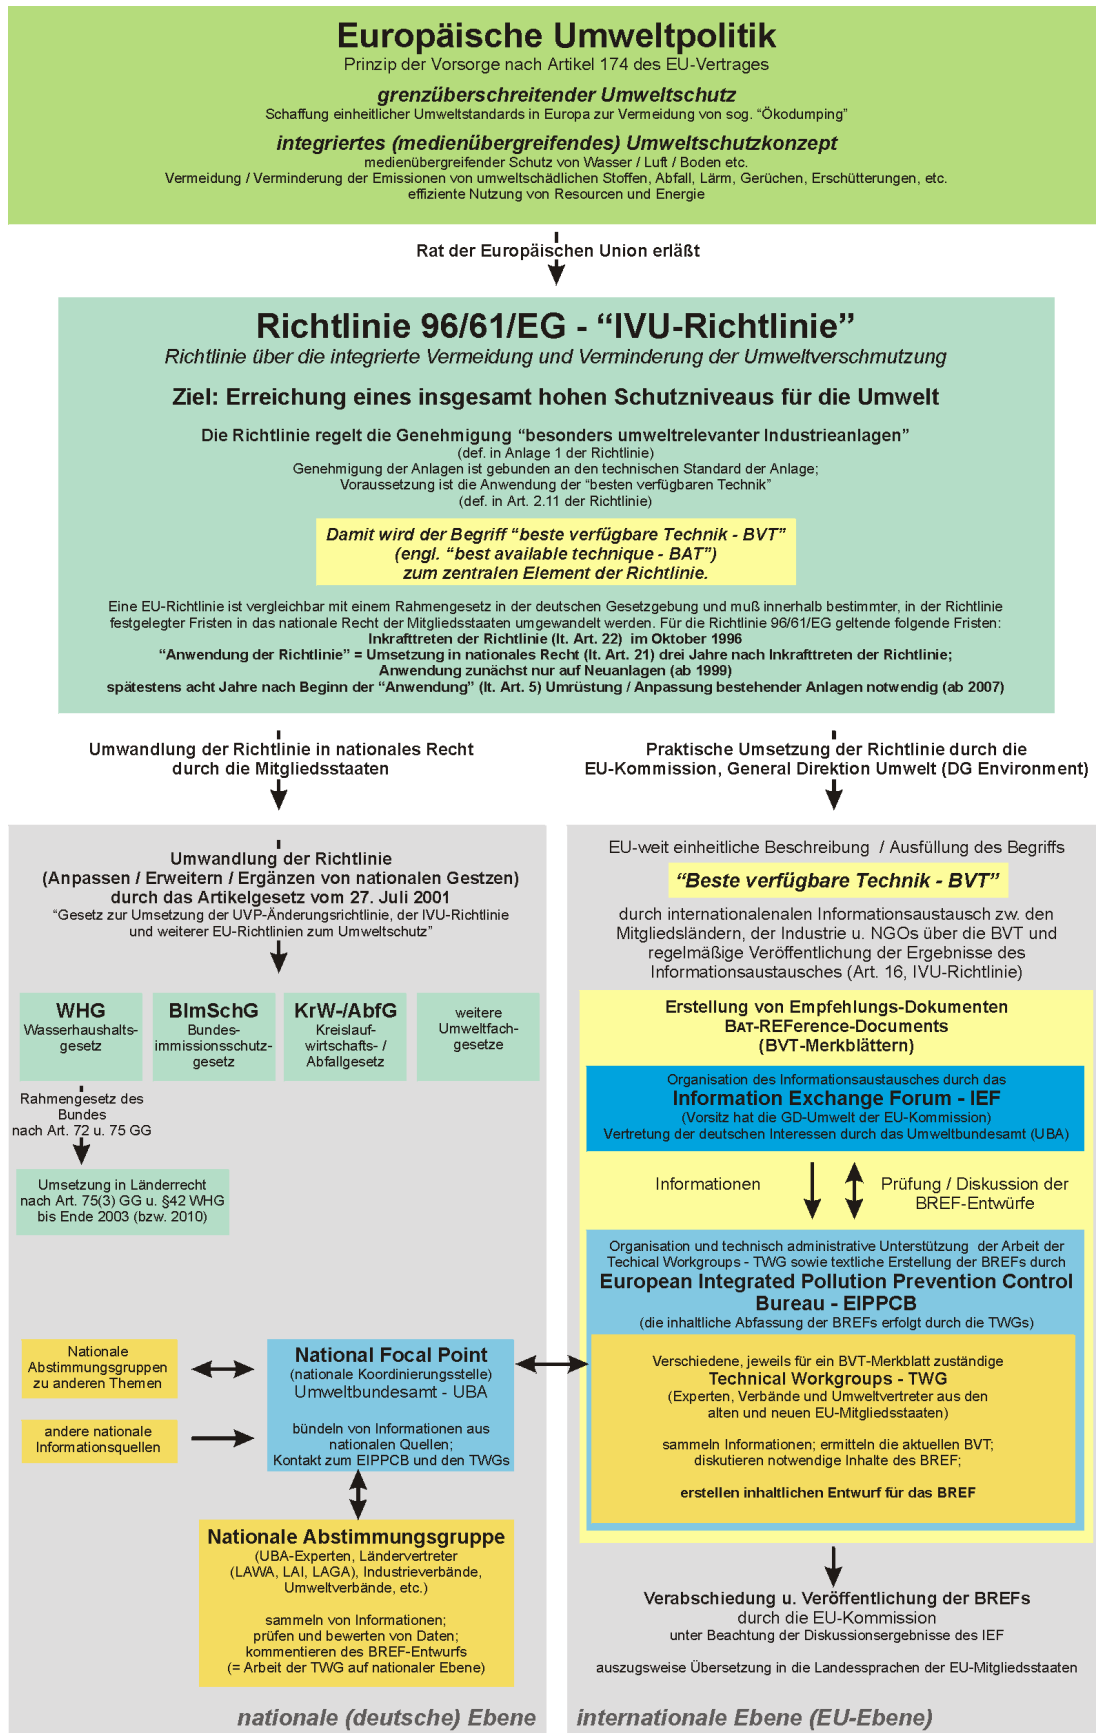 Europäische Umweltpolitik
Prinzip der Vorsorge nach Artikel 174 des EU-Vertrages
grenzüberschreitender Umweltschutz
Schaffung einheitlicher Umweltstandards in Europa zur Vermeidung von sog. “Ökodumping”
integriertes (medienübergreifendes) Umweltschutzkonzept
medienübergreifender Schutz von Wasser / Luft / Boden etc.
Vermeidung / Verminderung der Emissionen von umweltschädlichen Stoffen, Abfall, Lärm, Gerüchen, Erschütterungen, etc.
effiziente Nutzung von Resourcen und Energie
Rat der Europäischen Union erläßt
Richtlinie 96/61/EG - “IVU-Richtlinie”
Richtlinie über die integrierte Vermeidung und Verminderung der Umweltverschmutzung
Ziel: Erreichung eines insgesamt hohen Schutzniveaus für die Umwelt
Die Richtlinie regelt die Genehmigung “besonders umweltrelevanter Industrieanlagen”
(def. in Anlage 1 der Richtlinie)
Genehmigung der Anlagen ist gebunden an den technischen Standard der Anlage;
Voraussetzung ist die Anwendung der “besten verfügbaren Technik”
(def. in Art. 2.11 der Richtlinie)
Damit wird der Begriff “beste verfügbare Technik - BVT”
(engl. “best available technique - BAT”)
zum zentralen Element der Richtlinie.
Eine EU-Richtlinie ist vergleichbar mit einem Rahmengesetz in der deutschen Gesetzgebung und muß innerhalb bestimmter, in der Richtlinie
festgelegter Fristen in das nationale Recht der Mitgliedsstaaten umgewandelt werden. Für die Richtlinie 96/61/EG geltende folgende Fristen:
Inkrafttreten der Richtlinie (lt. Art. 22) im Oktober 1996
“Anwendung der Richtlinie” = Umsetzung in nationales Recht (lt. Art. 21) drei Jahre nach Inkrafttreten der Richtlinie;
Anwendung zunächst nur auf Neuanlagen (ab 1999)
spätestens acht Jahre nach Beginn der “Anwendung” (lt. Art. 5) Umrüstung / Anpassung bestehender Anlagen notwendig (ab 2007)
Umwandlung der Richtlinie in nationales Recht
durch die Mitgliedsstaaten
Praktische Umsetzung der Richtlinie durch die
EU-Kommission, General Direktion Umwelt (DG Environment)
Umwandlung der Richtlinie
(Anpassen / Erweitern / Ergänzen von nationalen Gestzen)
durch das Artikelgesetz vom 27. Juli 2001
“Gesetz zur Umsetzung der UVP-Änderungsrichtlinie, der IVU-Richtlinie
und weiterer EU-Richtlinien zum Umweltschutz”
WHG
Wasserhaushalts-
gesetz
BImSchG
Bundes-
immissionsschutz-
gesetz
KrW-/AbfG
Kreislauf-
wirtschafts- /
Abfallgesetz
weitere
Umweltfach-
gesetze
Rahmengesetz des
Bundes
nach Art. 72 u. 75 GG
Umsetzung in Länderrecht
nach Art. 75(3) GG u. §42 WHG
bis Ende 2003 (bzw. 2010)
Nationale
Abstimmungsgruppen
zu anderen Themen
andere nationale
Informationsquellen
National Focal Point
(nationale Koordinierungsstelle)
Umweltbundesamt - UBA
bündeln von Informationen aus
nationalen Quellen;
Kontakt zum EIPPCB und den TWGs
Nationale Abstimmungsgruppe
(UBA-Experten, Ländervertreter
(LAWA, LAI, LAGA), Industrieverbände,
Umweltverbände, etc.)
sammeln von Informationen;
prüfen und bewerten von Daten;
kommentieren des BREF-Entwurfs
(= Arbeit der TWG auf nationaler Ebene)
nationale (deutsche) Ebene
EU-weit einheitliche Beschreibung / Ausfüllung des Begriffs
“Beste verfügbare Technik - BVT”
durch internationalenalen Informationsaustausch zw. den
Mitgliedsländern, der Industrie u. NGOs über die BVT und
regelmäßige Veröffentlichung der Ergebnisse des
Informationsaustausches (Art. 16, IVU-Richtlinie)
Erstellung von Empfehlungs-Dokumenten
BAT-REFerence-Documents
(BVT-Merkblättern)
Organisation des Informationsaustausches durch das
Information Exchange Forum - IEF
(Vorsitz hat die GD-Umwelt der EU-Kommission)
Vertretung der deutschen Interessen durch das Umweltbundesamt (UBA)
Informationen
Prüfung / Diskussion der
BREF-Entwürfe
Organisation und technisch administrative Unterstützung der Arbeit der
Techical Workgroups - TWG sowie textliche Erstellung der BREFs durch
European Integrated Pollution Prevention Control
Bureau - EIPPCB
(die inhaltliche Abfassung der BREFs erfolgt durch die TWGs)
Verschiedene, jeweils für ein BVT-Merkblatt zuständige
Technical Workgroups - TWG
(Experten, Verbände und Umweltvertreter aus den
alten und neuen EU-Mitgliedsstaaten)
sammeln Informationen; ermitteln die aktuellen BVT;
diskutieren notwendige Inhalte des BREF;
erstellen inhaltlichen Entwurf für das BREF
Verabschiedung u. Veröffentlichung der BREFs
durch die EU-Kommission
unter Beachtung der Diskussionsergebnisse des IEF
auszugsweise Übersetzung in die Landessprachen der EU-Mitgliedsstaaten
internationale Ebene (EU-Ebene)